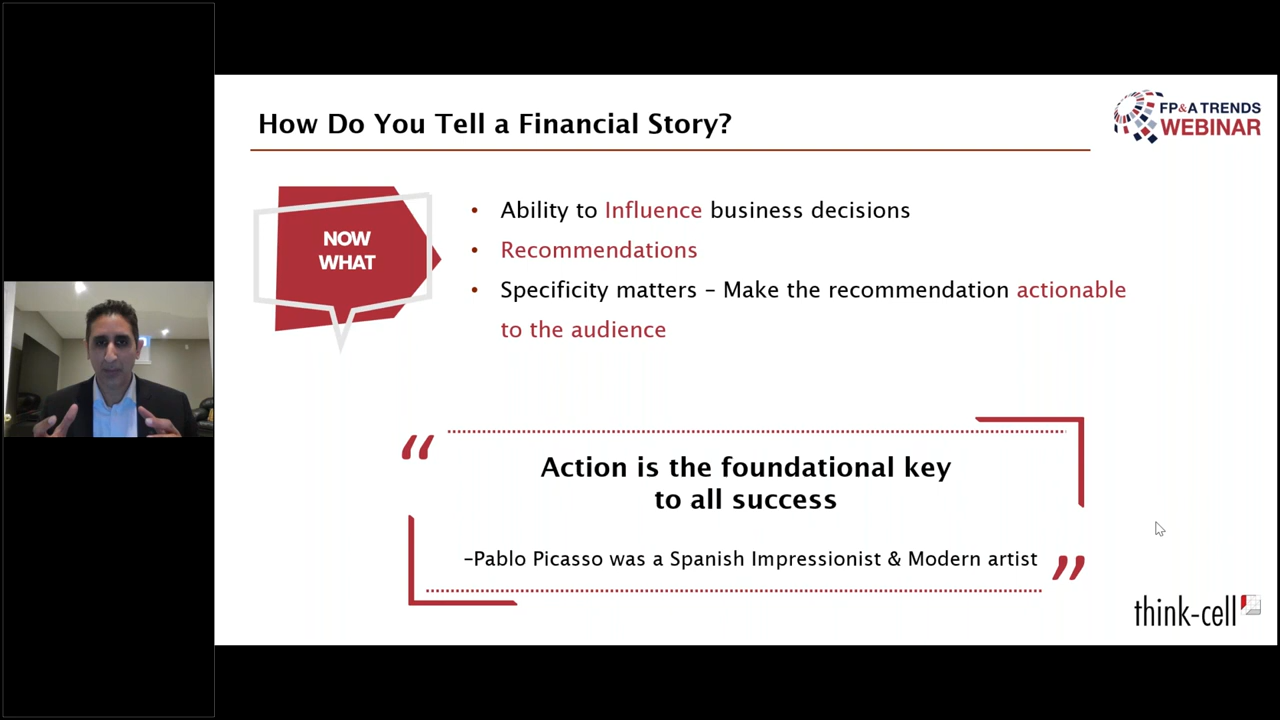 How Do You Tell a Financial Story?
FP&A TRENDS
WEBINAR
NOW
WHAT
• Ability to Influence business decisions
• Recommendations
• Specificity matters – Make the recommendation actionable
to the audience
“
Action is the foundational key
to all success
–Pablo Picasso was a Spanish Impressionist & Modern artist
”
think-cell